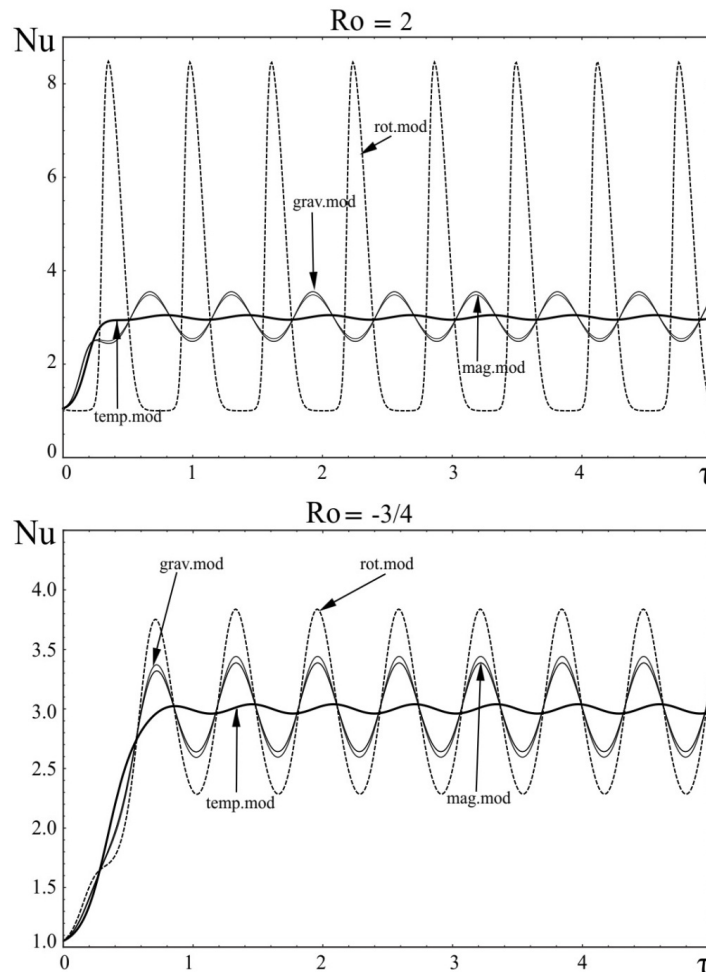 Ro = 2
Nu
8
rot.mod
6
grav.mod
4
2
mag.mod
temp.mod
0
0 1 2 3 4 τ
Ro = -3/4
Nu
grav.mod
rot.mod
4.0
3.5
3.0
2.5
temp.mod
mag.mod
2.0
1.5
1.0
0 1 2 3 4 τ